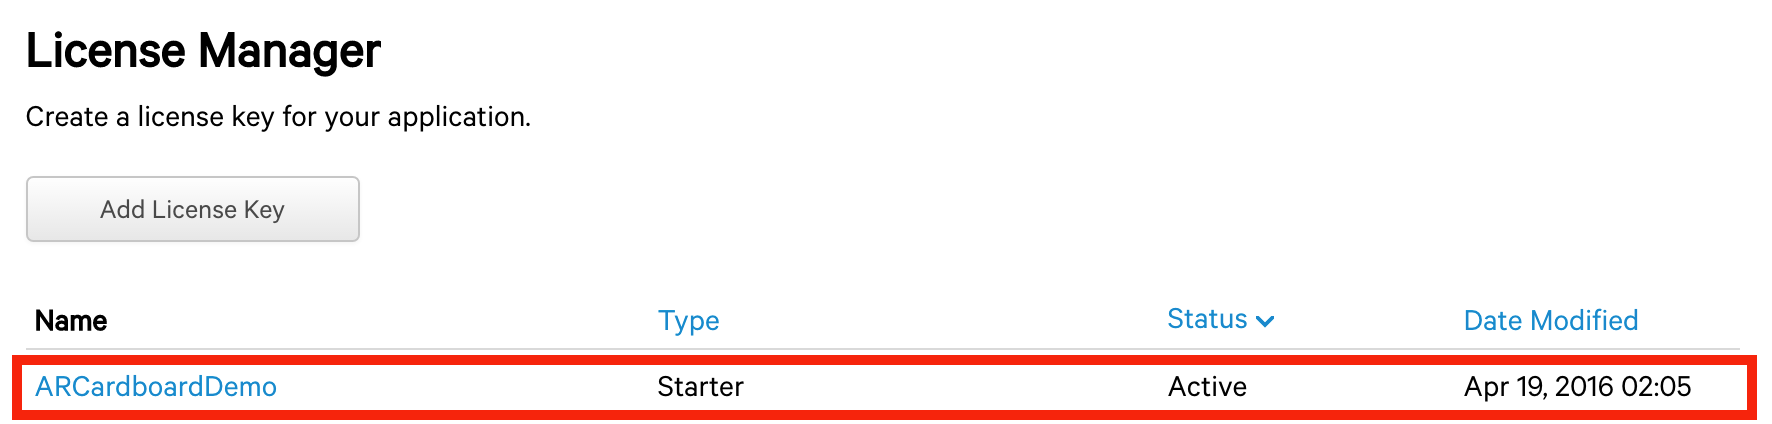 License Manager
Create a license key for your application.
Add License Key
Name Type Status Date Modified
ARCardboardDemo Starter Active Apr 19, 2016 02:05